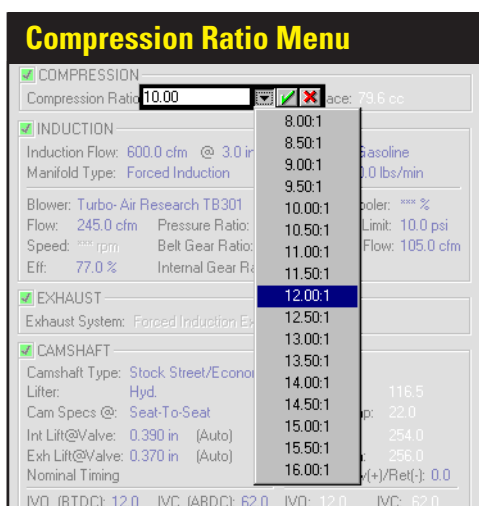 Compression Ratio Menu
COMPRESSION
Compression Ratio 10.00 ace: 79.6 cc
INDUCTION
Induction Flow: 600.0 cfm @ 3.0 in Gasoline
Manifold Type: Forced Induction 0.0 lbs/min
Blower: Turbo- Air Research TB301 ooler: *** %
Flow: 245.0 cfm Pressure Ratio: Limit: 10.0 psi
Speed: *** rpm Belt Gear Ratio: Flow: 105.0 cfm
Eff: 77.0 % Internal Gear Ra
EXHAUST
Exhaust System: Forced Induction Ex
CAMSHAFT
Camshaft Type: Stock Street/Econo
Lifter: Hyd. 116.5
Cam Specs @: Seat-To-Seat p: 22.0
Int Lift@Valve: 0.390 in (Auto) 254.0
Exh Lift@Valve: 0.370 in (Auto) 256.0
Nominal Timing v(+)/Ret(-): 0.0
IVO (BTDC): 12.0 IVC (ABDC): 62.0 IVO: 12.0 IVC: 62.0
8.00:1
8.50:1
9.00:1
9.50:1
10.00:1
10.50:1
11.00:1
11.50:1
12.00:1
12.50:1
13.00:1
13.50:1
14.00:1
14.50:1
15.00:1
15.50:1
16.00:1